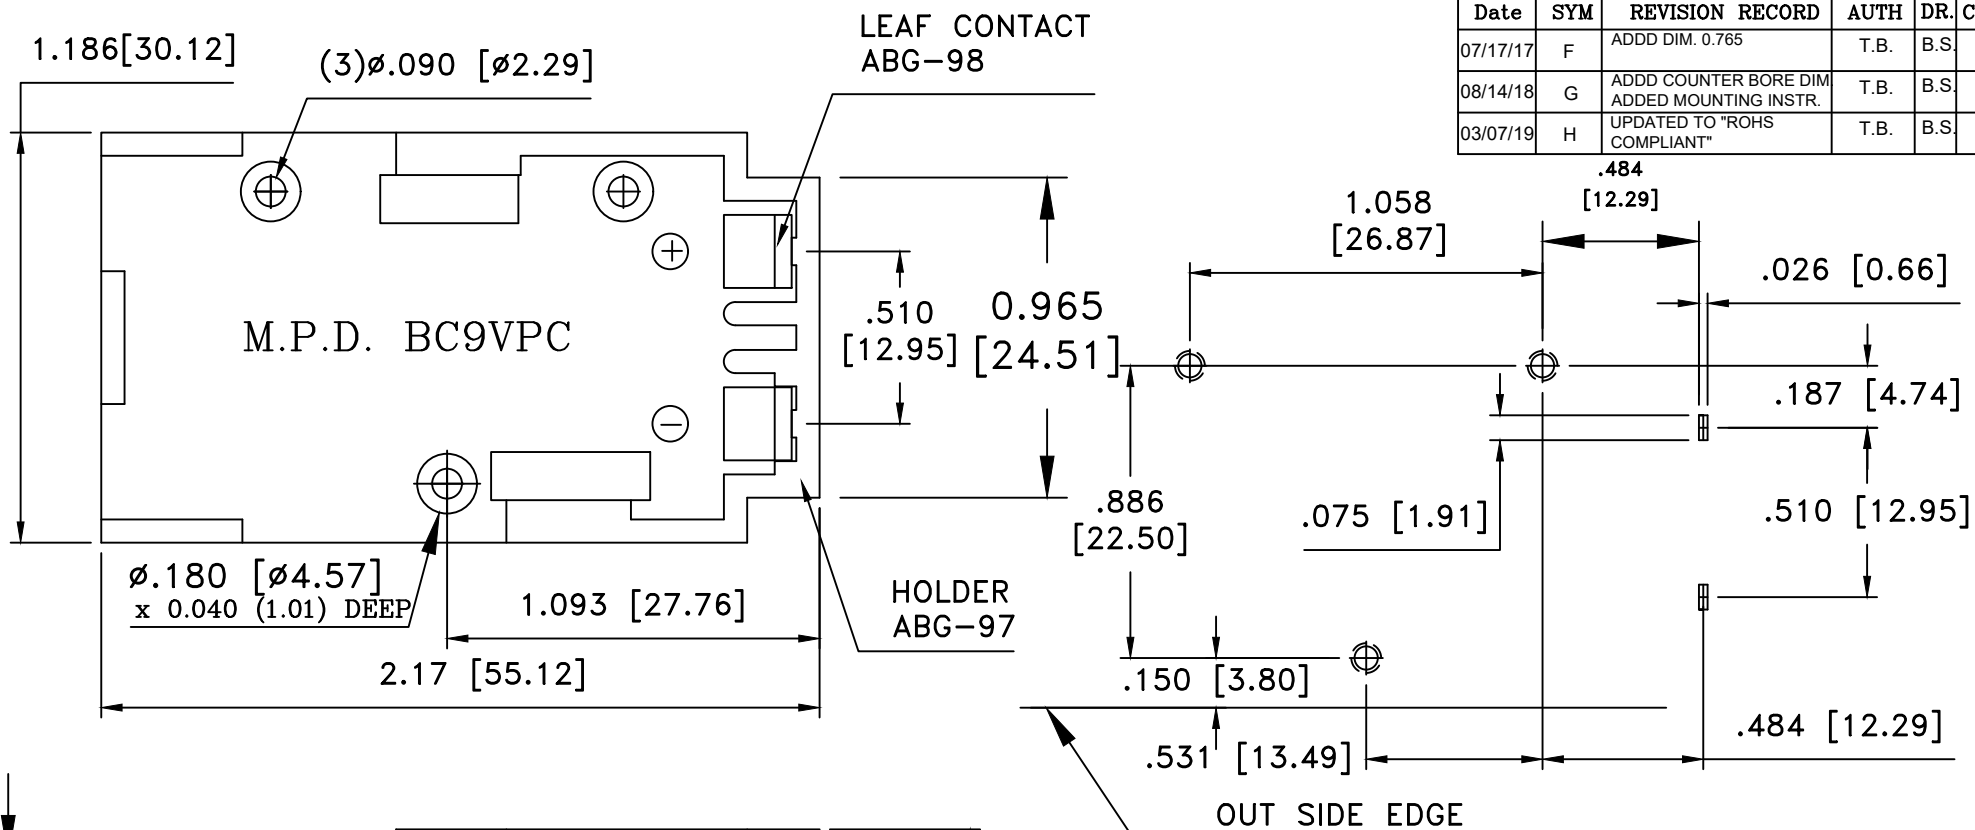 1.186[30.12]
(3)ø.090 [ø2.29]
LEAF CONTACT
ABG-98
Date SYM REVISION RECORD AUTH DR.
07/17/17 F ADDD DIM. 0.765 T.B. B.S.
08/14/18 G ADDD COUNTER BORE DIM
ADDED MOUNTING INSTR. T.B. B.S.
03/07/19 H UPDATED TO "ROHS
COMPLIANT" T.B. B.S.
.484
[12.29]
1.058
[26.87]
.026 [0.66]
+
M.P.D. BC9VPC
.510
[12.95]
0.965
[24.51]
.187 [4.74]
−
.886
[22.50]
.075 [1.91]
.510 [12.95]
ø.180 [ø4.57]
x 0.040 (1.01) DEEP
1.093 [27.76]
HOLDER
ABG-97
2.17 [55.12]
.150 [3.80]
.531 [13.49]
.484 [12.29]
OUT SIDE EDGE